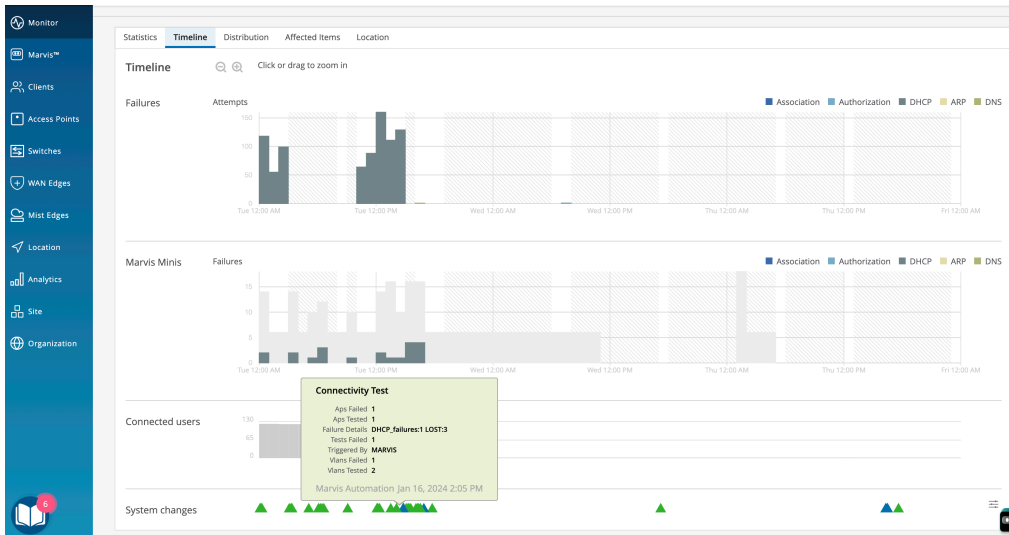 Monitor
Marvis™
Clients
Access Points
Switches
WAN Edges
Mist Edges
Location
Analytics
Site
Organization
6
Statistics Timeline Distribution Affected Items Location
Timeline Click or drag to zoom in
Failures Attempts Association Authorization DHCP ARP DNS
150
100
50
0
Tue 12:00 AM Tue 12:00 PM Wed 12:00 AM Wed 12:00 PM Thu 12:00 AM Thu 12:00 PM Fri 12:00 AM
Marvis Minis Failures Association Authorization DHCP ARP DNS
15
10
5
0
Tue 12:00 AM Tue 12:00 PM Wed 12:00 AM Wed 12:00 PM Thu 12:00 AM Thu 12:00 PM Fri 12:00 AM
Connectivity Test
Aps Failed 1
Aps Tested 1
Failure Details DHCP_failures:1 LOST:3
Tests Failed 1
Triggered By MARVIS
Vlans Failed 1
Vlans Tested 2
Marvis Automation Jan 16, 2024 2:05 PM
Connected users
130
65
0
System changes